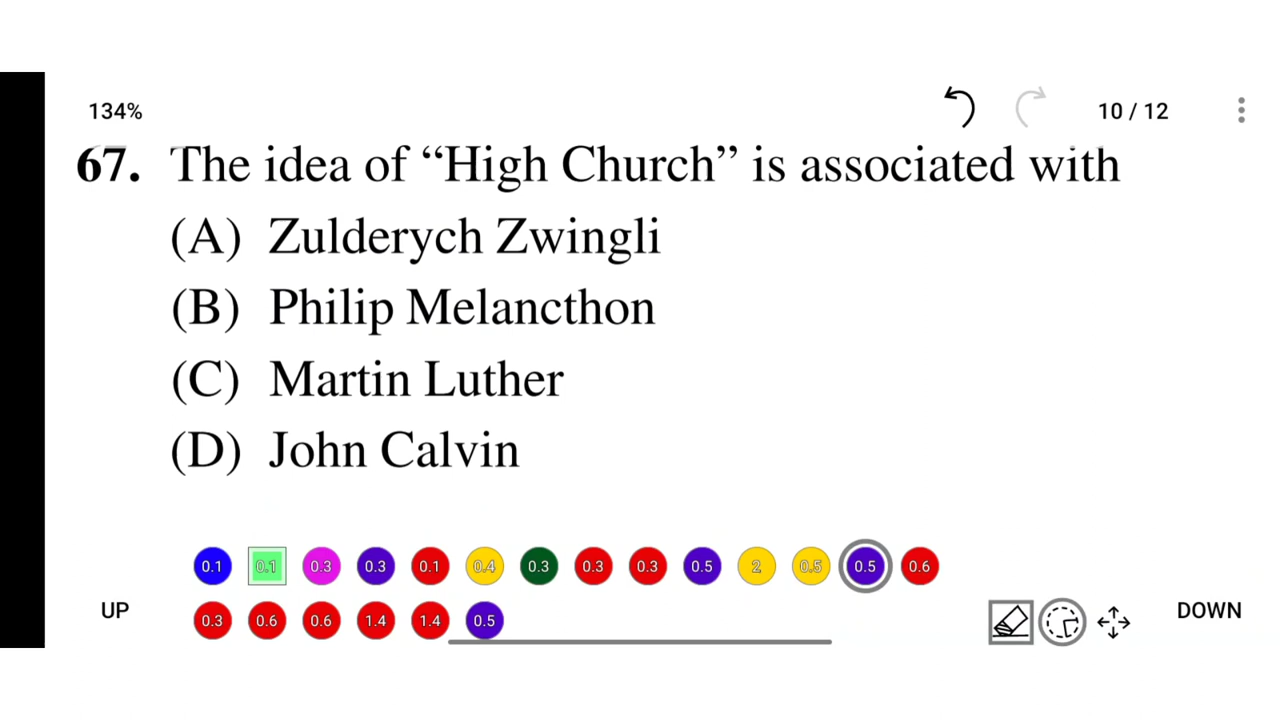 134%
10 / 12
67. The idea of “High Church” is associated with
(A) Zulderych Zwingli
(B) Philip Melancthon
(C) Martin Luther
(D) John Calvin
0.1 0.1 0.3 0.3 0.1 0.4 0.3 0.3 0.3 0.5 2 0.5 0.5 0.6
UP
DOWN
0.3 0.6 0.6 1.4 1.4 0.5